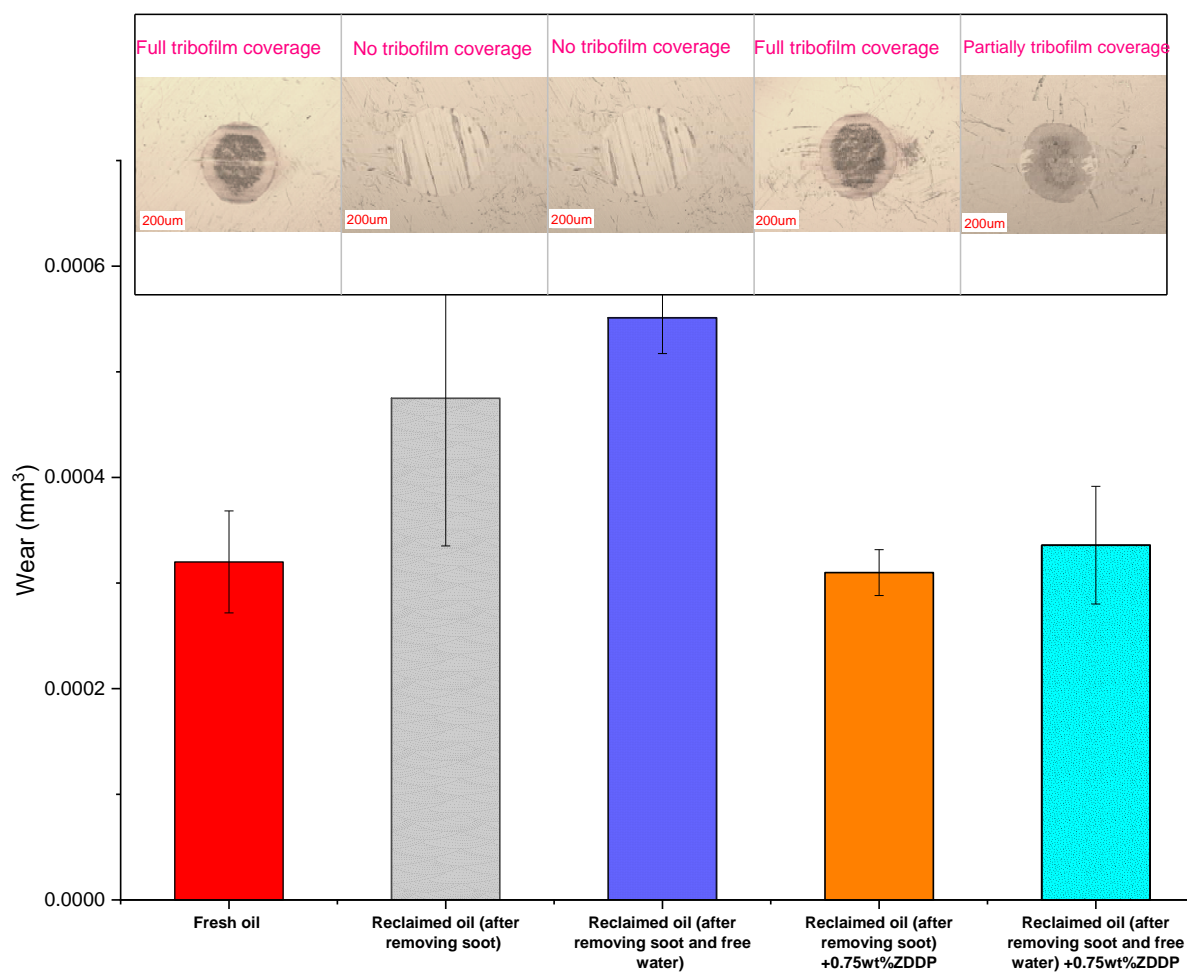 Full tribofilm coverage
No tribofilm coverage
No tribofilm coverage
Full tribofilm coverage
Partially tribofilm coverage
200um
200um
200um
200um
200um
0.0006
0.0004
0.0002
0.0000
Wear (mm³)
Fresh oil
Reclaimed oil (after
removing soot)
Reclaimed oil (after
removing soot and free
water)
Reclaimed oil (after
removing soot)
+0.75wt%ZDDP
Reclaimed oil (after
removing soot and free
water) +0.75wt%ZDDP